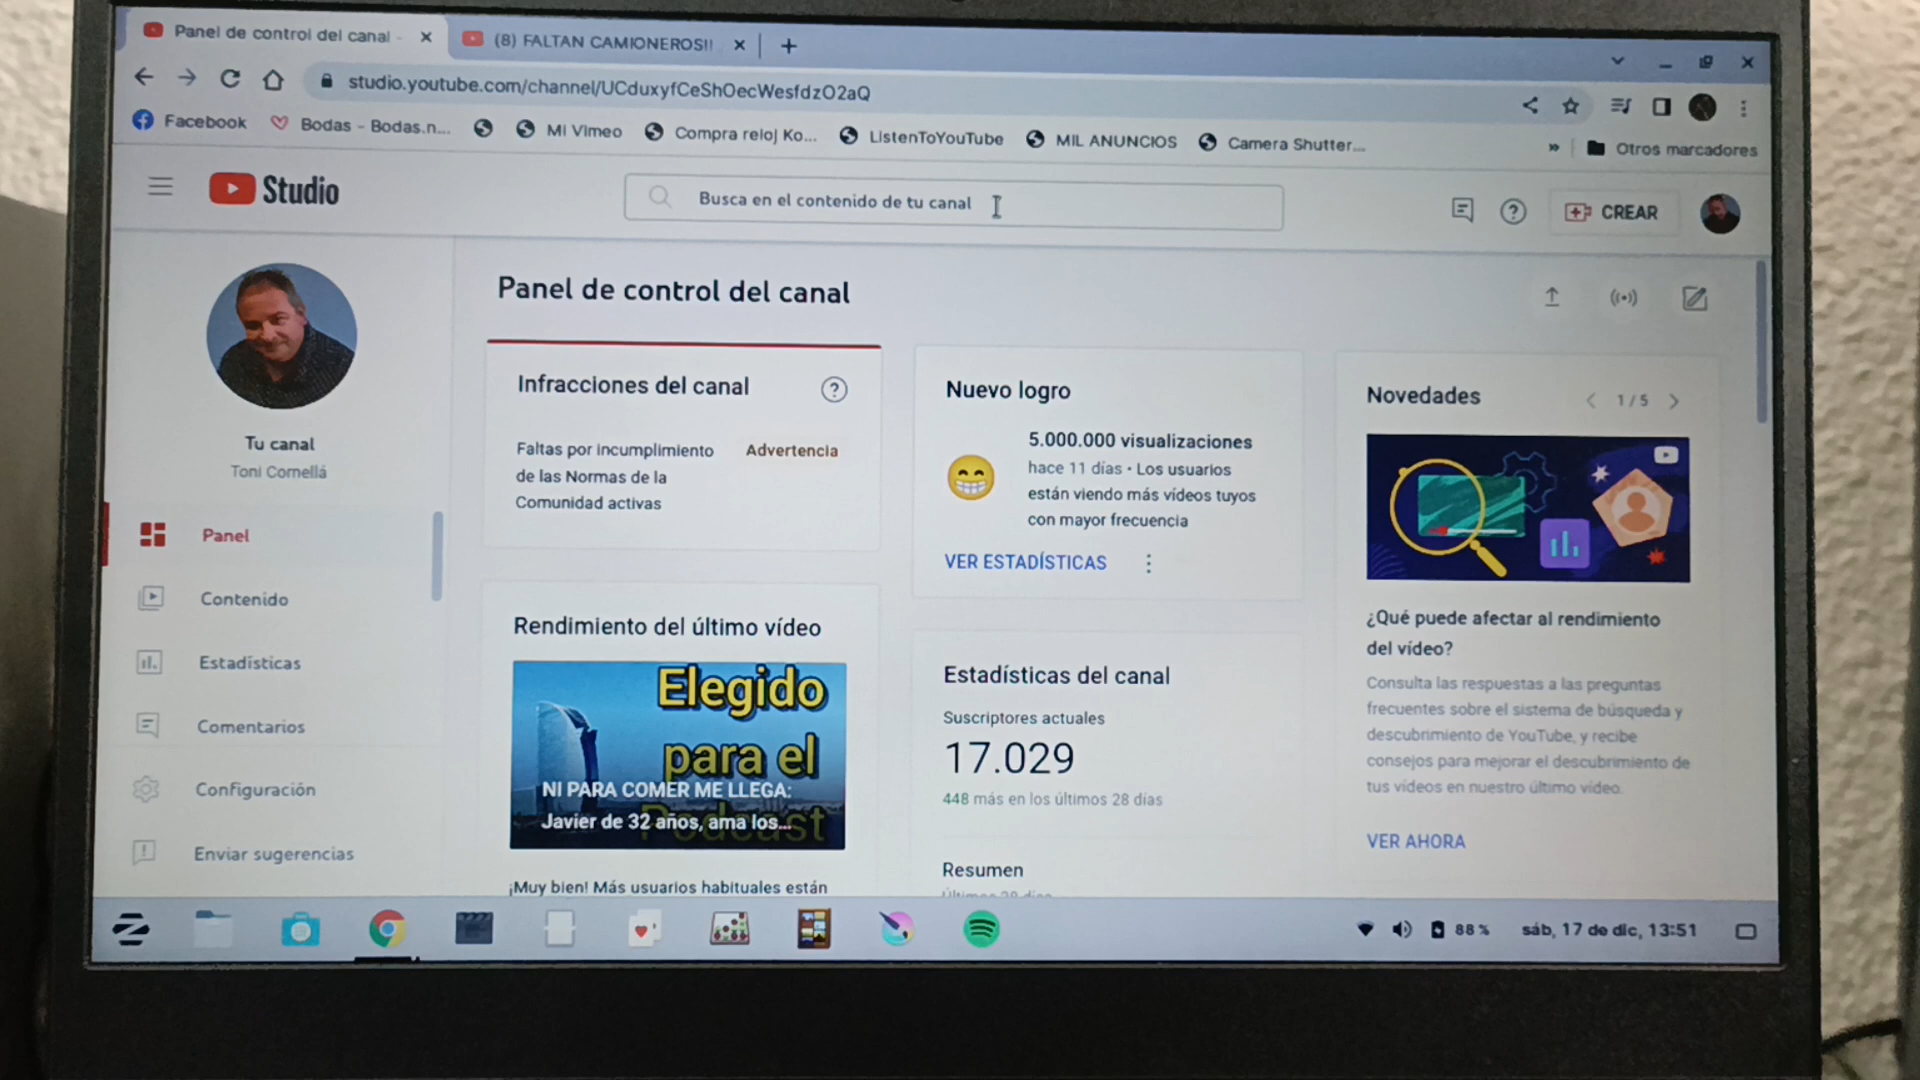 Panel de control del canal -
(8) FALTAN CAMIONEROS!!
studio.youtube.com/channel/UCduxyfCeShOecWesfdzO2aQ
Facebook
Bodas - Bodas.n...
Mi Vimeo
Compra reloj Ko...
ListenToYouTube
MIL ANUNCIOS
Camera Shutter...
Otros marcadores
Studio
Busca en el contenido de tu canal
CREAR
Tu canal
Toni Cornellá
Panel
Contenido
Estadísticas
Comentarios
Configuración
Enviar sugerencias
Panel de control del canal
Infracciones del canal
Faltas por incumplimiento
de las Normas de la
Comunidad activas
Advertencia
Rendimiento del último vídeo
Elegido
para el
Podcast
NI PARA COMER ME LLEGA:
Javier de 32 años, ama los...
¡Muy bien! Más usuarios habituales están
Nuevo logro
5.000.000 visualizaciones
hace 11 días • Los usuarios
están viendo más vídeos tuyos
con mayor frecuencia
VER ESTADÍSTICAS
Estadísticas del canal
Suscriptores actuales
17.029
448 más en los últimos 28 días
Resumen
Últimos 28 días
Novedades
1 / 5
¿Qué puede afectar al rendimiento
del vídeo?
Consulta las respuestas a las preguntas
frecuentes sobre el sistema de búsqueda y
descubrimiento de YouTube, y recibe
consejos para mejorar el descubrimiento de
tus vídeos en nuestro último vídeo.
VER AHORA
88 %
sáb, 17 de dic, 13:51